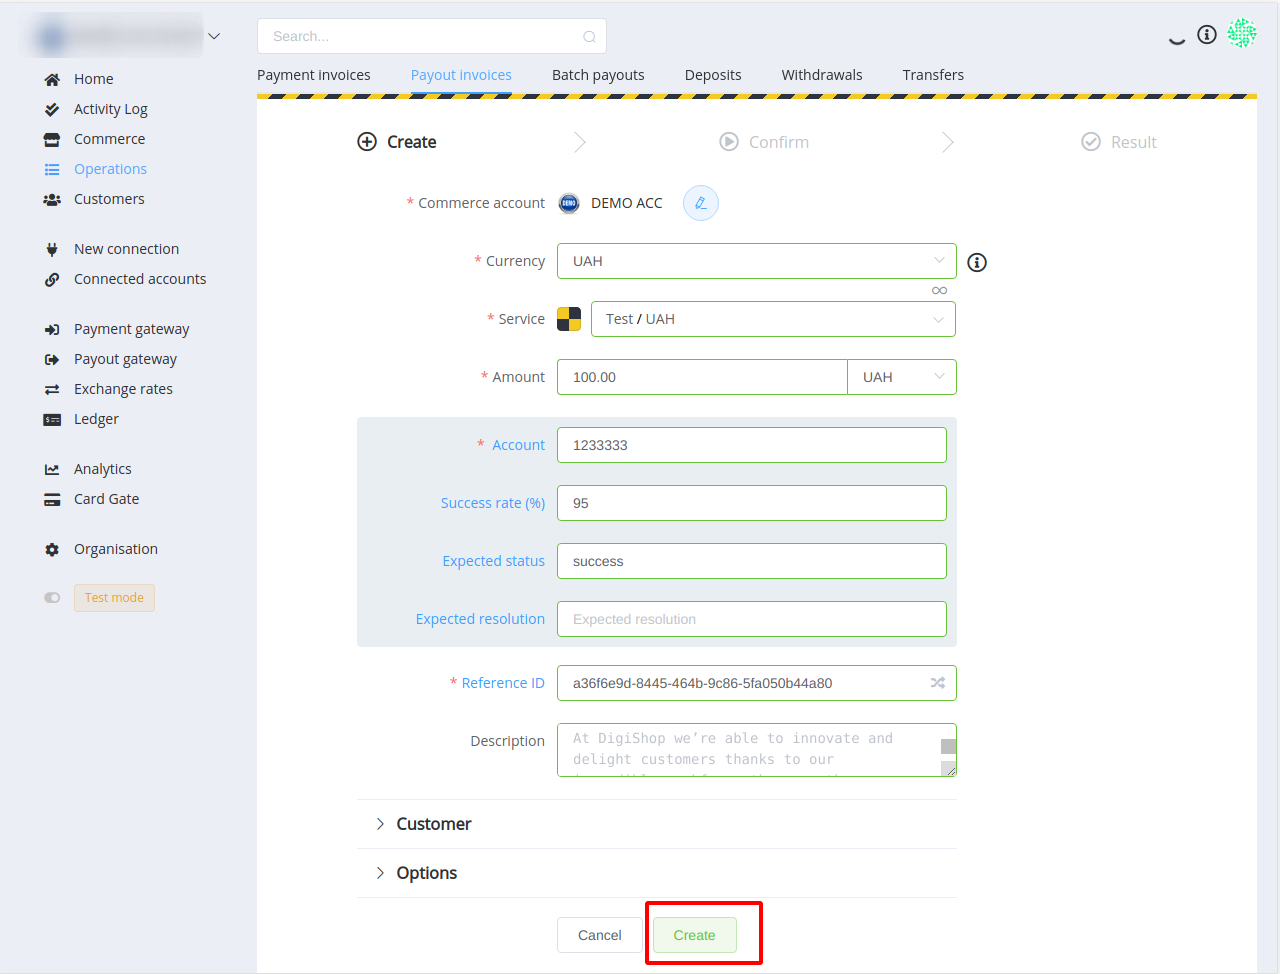 Search...
Payment invoices
Payout invoices
Batch payouts
Deposits
Withdrawals
Transfers
Home
Activity Log
Commerce
Operations
Customers
New connection
Connected accounts
Payment gateway
Payout gateway
Exchange rates
Ledger
Analytics
Card Gate
Organisation
Test mode
Create
Confirm
Result
* Commerce account DEMO DEMO ACC
* Currency UAH
* Service Test / UAH
* Amount 100.00 UAH
* Account 1233333
Success rate (%) 95
Expected status success
Expected resolution Expected resolution
* Reference ID a36f6e9d-8445-464b-9c86-5fa050b44a80
Description At DigiShop we’re able to innovate and
delight customers thanks to our
Customer
Options
Cancel Create